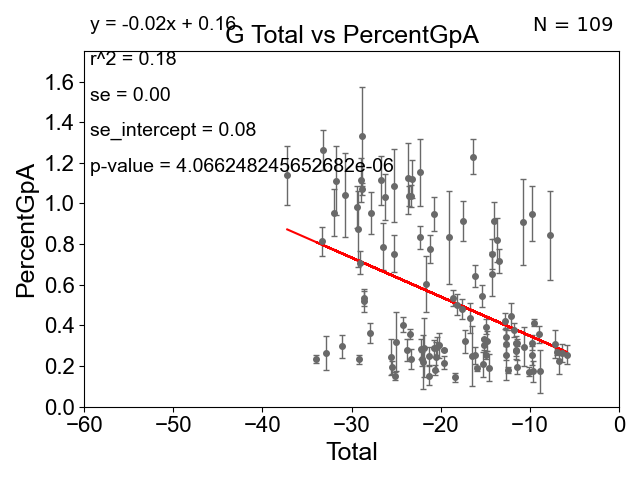 y = -0.02x + 0.16
G Total vs PercentGpA
N = 109
r^2 = 0.18
se = 0.00
se_intercept = 0.08
p-value = 4.066248245652682e-06
PercentGpA
1.6
1.4
1.2
1.0
0.8
0.6
0.4
0.2
0.0
−60
−50
−40
−30
−20
−10
0
Total